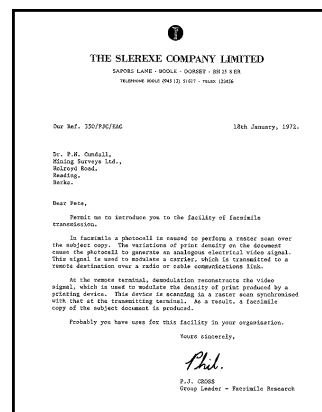 THE SLEREXE COMPANY LIMITED
SAPORS LANE - BOOLE - DORSET - BH 25 8 ER
TELEPHONE BOOLE (945 13) 51617 - TELEX 123456
Our Ref. 350/PJC/EAC 18th January, 1972.
Dr. P.N. Cundall,
Mining Surveys Ltd.,
Holroyd Road,
Reading,
Berks.
Dear Pete,
Permit us to introduce you to the facility of facsimile
transmission.
In facsimile a photocell is caused to perform a raster scan over
the subject copy. The variations of print density on the document
cause the photocell to generate an analogous electrical video signal.
This signal is used to modulate a carrier, which is transmitted to a
remote destination over a radio or cable communications link.
At the remote terminal, demodulation reconstructs the video
signal, which is used to modulate the density of print produced by a
printing device. This device is scanning in a raster scan synchronised
with that at the transmitting terminal. As a result, a facsimile
copy of the subject document is produced.
Probably you have uses for this facility in your organisation.
Yours sincerely,
Phil.
P.J. CROSS
Group Leader - Facsimile Research